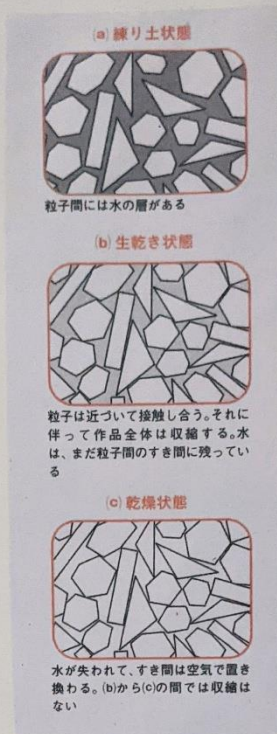 (a) 練り土状態
粒子間には水の層がある
(b) 生乾き状態
粒子は近づいて接触し合う。それに
伴って作品全体は収縮する。水
は、まだ粒子間のすき間に残ってい
る
(c) 乾燥状態
水が失われて、すき間は空気で置き
換わる。(b)から(c)の間では収縮は
ない